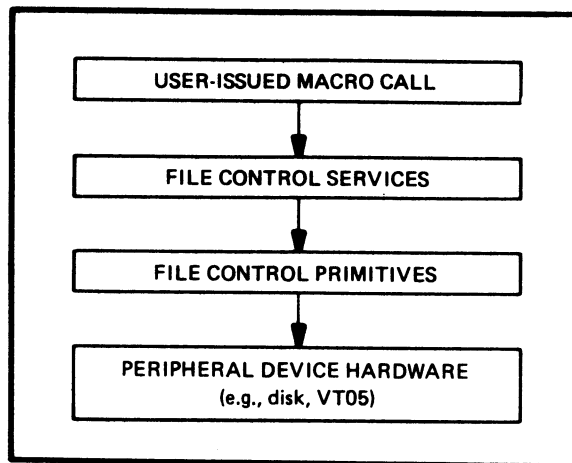 USER-ISSUED MACRO CALL
FILE CONTROL SERVICES
FILE CONTROL PRIMITIVES
PERIPHERAL DEVICE HARDWARE
(e.g., disk, VT05)